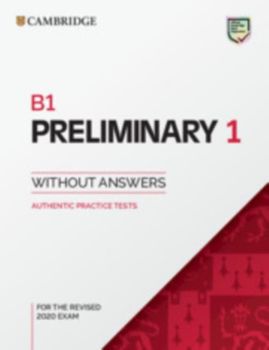 CAMBRIDGE
B1
PRELIMINARY 1
WITHOUT ANSWERS
AUTHENTIC PRACTICE TESTS
FOR THE REVISED
2020 EXAM